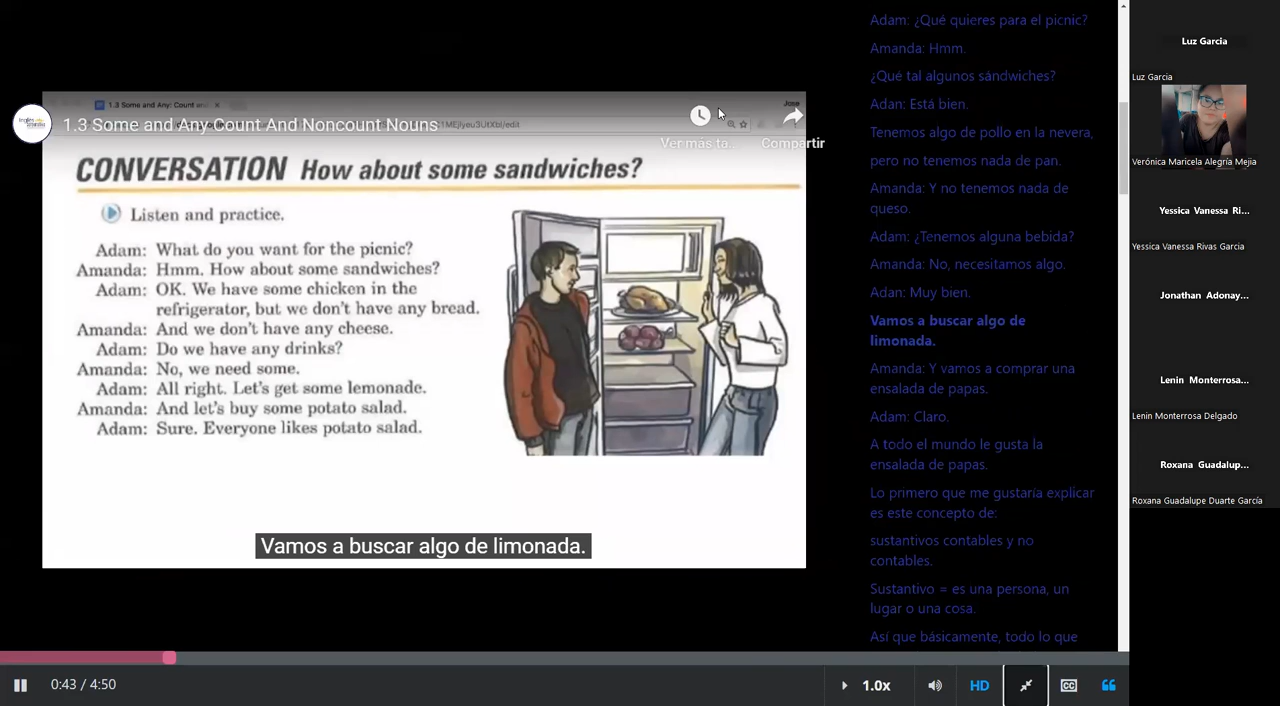 1.3 Some and Any: Count and
Jose
1.3 Some and Any Count And Noncount Nouns
Ver más ta...
Compartir
CONVERSATION How about some sandwiches?
Listen and practice.
Adam: What do you want for the picnic?
Amanda: Hmm. How about some sandwiches?
Adam: OK. We have some chicken in the
refrigerator, but we don't have any bread.
Amanda: And we don't have any cheese.
Adam: Do we have any drinks?
Amanda: No, we need some.
Adam: All right. Let's get some lemonade.
Amanda: And let's buy some potato salad.
Adam: Sure. Everyone likes potato salad.
Vamos a buscar algo de limonada.
0:43 / 4:50
1.0x
HD
CC
Adam: ¿Qué quieres para el picnic?
Amanda: Hmm.
¿Qué tal algunos sándwiches?
Adan: Está bien.
Tenemos algo de pollo en la nevera,
pero no tenemos nada de pan.
Amanda: Y no tenemos nada de
queso.
Adam: ¿Tenemos alguna bebida?
Amanda: No, necesitamos algo.
Adan: Muy bien.
Vamos a buscar algo de
limonada.
Amanda: Y vamos a comprar una
ensalada de papas.
Adam: Claro.
A todo el mundo le gusta la
ensalada de papas.
Lo primero que me gustaría explicar
es este concepto de:
sustantivos contables y no
contables.
Sustantivo = es una persona, un
lugar o una cosa.
Así que básicamente, todo lo que
Luz Garcia
Luz Garcia
Verónica Maricela Alegría Mejia
Yessica Vanessa Ri...
Yessica Vanessa Rivas Garcia
Jonathan Adonay...
Lenin Monterrosa...
Lenin Monterrosa Delgado
Roxana Guadalup...
Roxana Guadalupe Duarte García